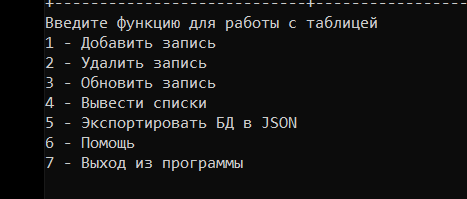 Введите функцию для работы с таблицей
1 - Добавить запись
2 - Удалить запись
3 - Обновить запись
4 - Вывести списки
5 - Экспортировать БД в JSON
6 - Помощь
7 - Выход из программы